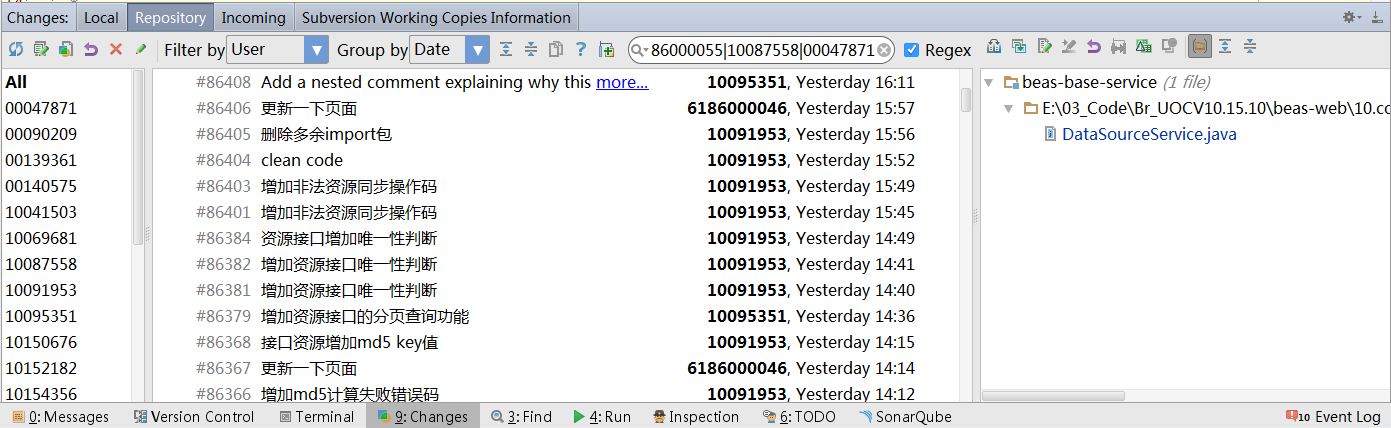 Changes: Local Repository Incoming Subversion Working Copies Information
Filter by User Group by Date 86000055|10087558|00047871 Regex
All
00047871
00090209
00139361
00140575
10041503
10069681
10087558
10091953
10095351
10150676
10152182
10154356
#86408 Add a nested comment explaining why this more... 10095351, Yesterday 16:11
#86406 更新一下页面 6186000046, Yesterday 15:57
#86405 删除多余import包 10091953, Yesterday 15:56
#86404 clean code 10091953, Yesterday 15:52
#86403 增加非法资源同步操作码 10091953, Yesterday 15:49
#86401 增加非法资源同步操作码 10091953, Yesterday 15:45
#86384 资源接口增加唯一性判断 10091953, Yesterday 14:49
#86382 增加资源接口唯一性判断 10091953, Yesterday 14:41
#86381 增加资源接口唯一性判断 10091953, Yesterday 14:40
#86379 增加资源接口的分页查询功能 10095351, Yesterday 14:36
#86368 接口资源增加md5 key值 10091953, Yesterday 14:15
#86367 更新一下页面 6186000046, Yesterday 14:14
#86366 增加md5计算失败错误码 10091953, Yesterday 14:12
beas-base-service (1 file)
E:\03_Code\Br_UOCV10.15.10\beas-web\10.co
DataSourceService.java
0: Messages Version Control Terminal 9: Changes 3: Find 4: Run Inspection 6: TODO SonarQube 10 Event Log